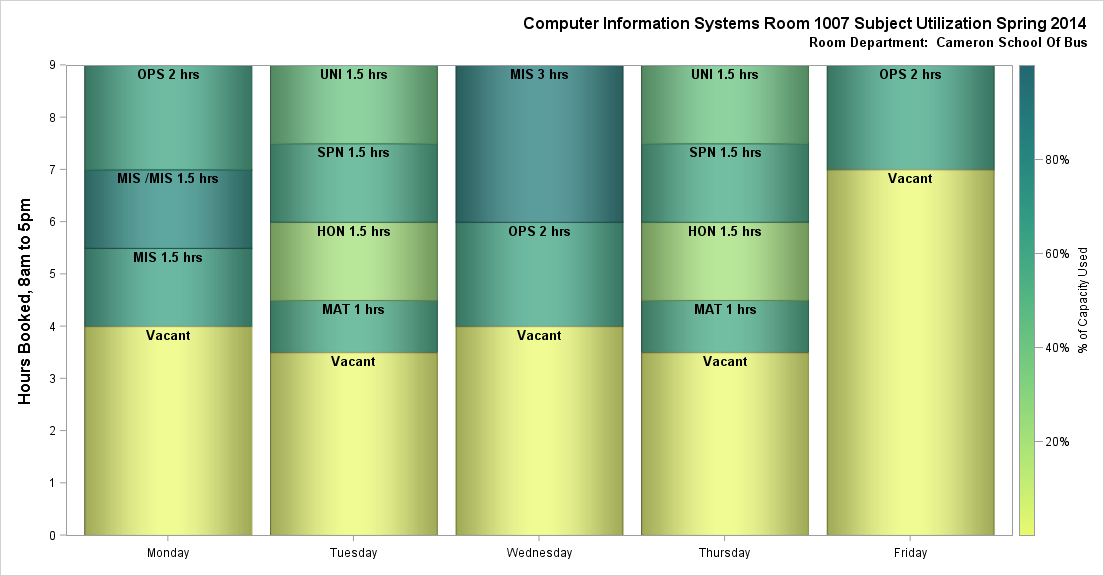 Computer Information Systems Room 1007 Subject Utilization Spring 2014
Room Department: Cameron School Of Bus
Hours Booked, 8am to 5pm
9
8
7
6
5
4
3
2
1
0
OPS 2 hrs
MIS /MIS 1.5 hrs
MIS 1.5 hrs
Vacant
Monday
UNI 1.5 hrs
SPN 1.5 hrs
HON 1.5 hrs
MAT 1 hrs
Vacant
Tuesday
MIS 3 hrs
OPS 2 hrs
Vacant
Wednesday
UNI 1.5 hrs
SPN 1.5 hrs
HON 1.5 hrs
MAT 1 hrs
Vacant
Thursday
OPS 2 hrs
Vacant
Friday
80%
60%
40%
20%
% of Capacity Used